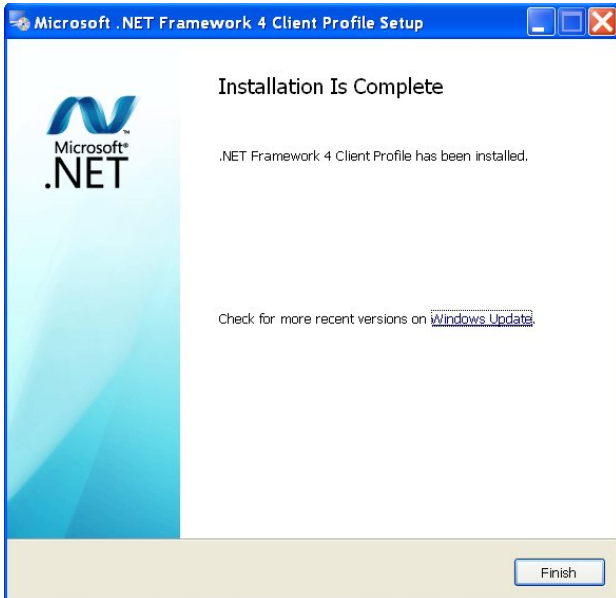 Microsoft .NET Framework 4 Client Profile Setup
Installation Is Complete
Microsoft®
.NET
™
.NET Framework 4 Client Profile has been installed.
Check for more recent versions on Windows Update.
Finish